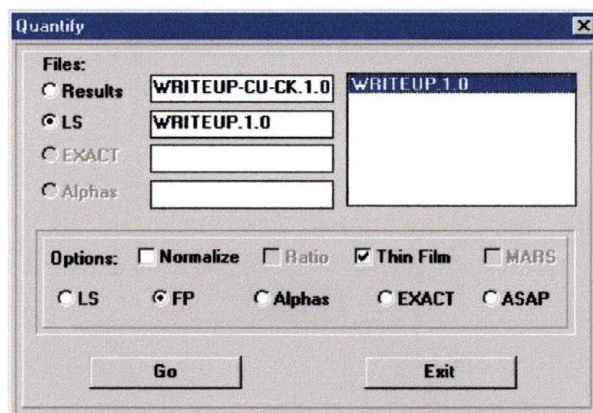 Quantify
Files:
Results WRITEUP-CU-CK.1.0 WRITEUP.1.0
LS WRITEUP.1.0
EXACT
Alphas
Options: Normalize Ratio Thin Film MARS
LS FP Alphas EXACT ASAP
Go Exit